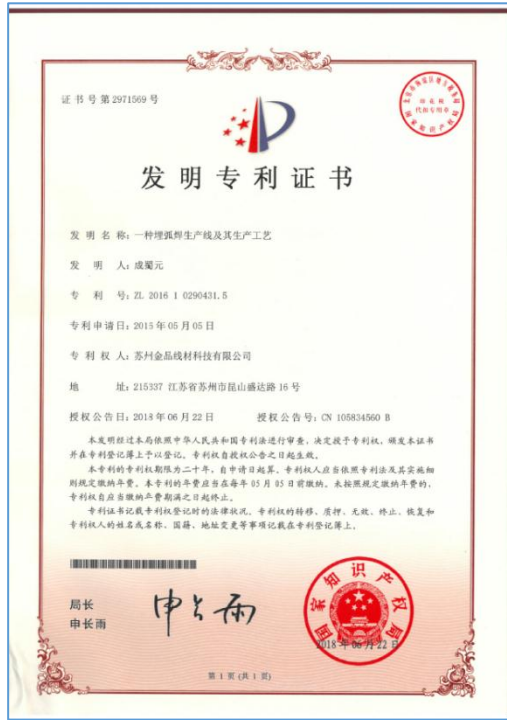 证书号第2971569号
发明专利证书
发 明 名 称：一种埋弧焊生产线及其生产工艺
发 明 人：成蜀元
专 利 号：ZL 2016 1 0290431.5
专利申请日：2015年05月05日
专 利 权 人：苏州金品线材科技有限公司
地 址：215337 江苏省苏州市昆山盛达路16号
授权公告日：2018年06月22日 授权公告号：CN 105834560 B
本发明经过本局依照中华人民共和国专利法进行审查，决定授予专利权，颁发本证书
并在专利登记簿上予以登记。专利权自授权公告之日起生效。
本专利的专利权期限为二十年，自申请日起算。专利权人应当依照专利法及其实施细
则规定缴纳年费。本专利的年费应当在每年05月05日前缴纳。未按照规定缴纳年费的，
专利权自应当缴纳年费期满之日起终止。
专利证书记载专利权登记时的法律状况。专利权的转移、质押、无效、终止、恢复和
专利权人的姓名或名称、国籍、地址变更等事项记载在专利登记簿上。
局长
申长雨
申长雨
国家知识产权局
2018年06月22日
第1页(共1页)